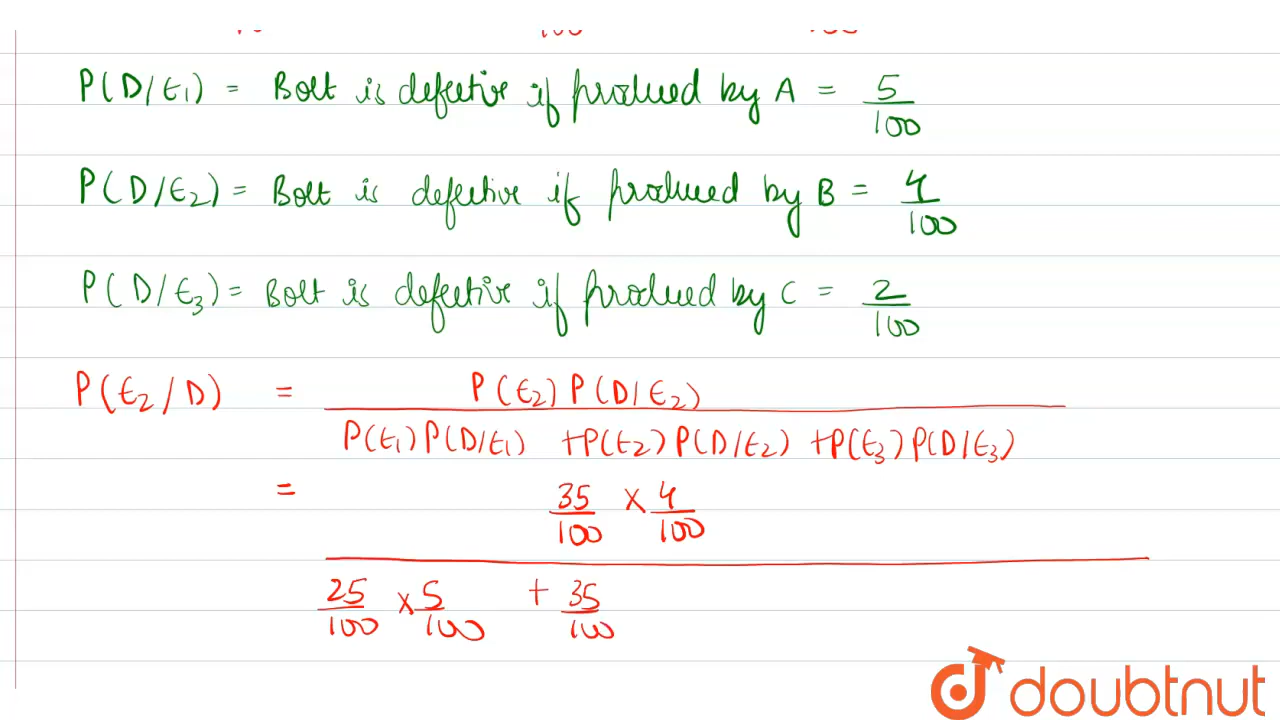 P(D/E1) = Bolt is defective if produced by A = 5/100
P(D/E2) = Bolt is defective if produced by B = 4/100
P(D/E3) = Bolt is defective if produced by C = 2/100
P(E2/D) = P(E2) P(D/E2)
P(E1) P(D/E1) + P(E2) P(D/E2) + P(E3) P(D/E3)
= 35/100 × 4/100
25/100 × 5/100 + 35/100
doubtnut